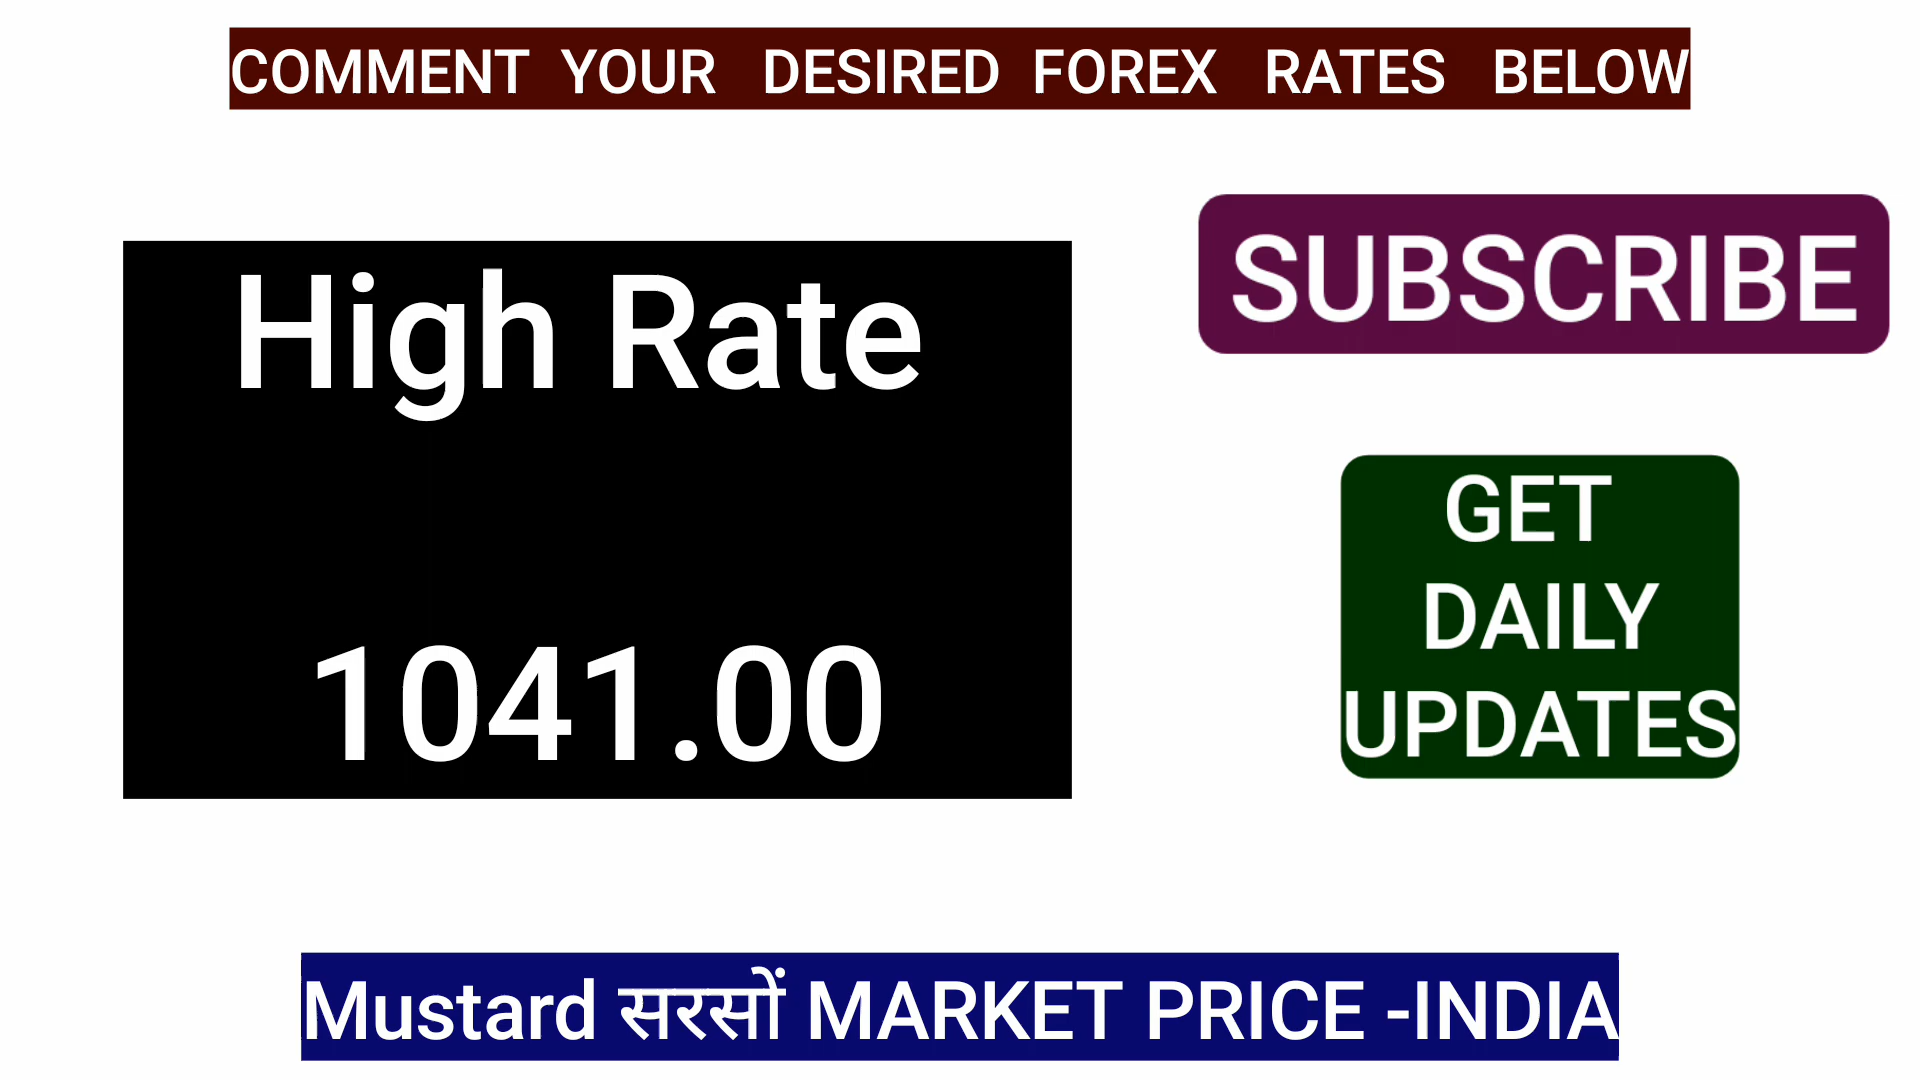 COMMENT YOUR DESIRED FOREX RATES BELOW
High Rate
1041.00
SUBSCRIBE
GET
DAILY
UPDATES
Mustard सरसों MARKET PRICE -INDIA